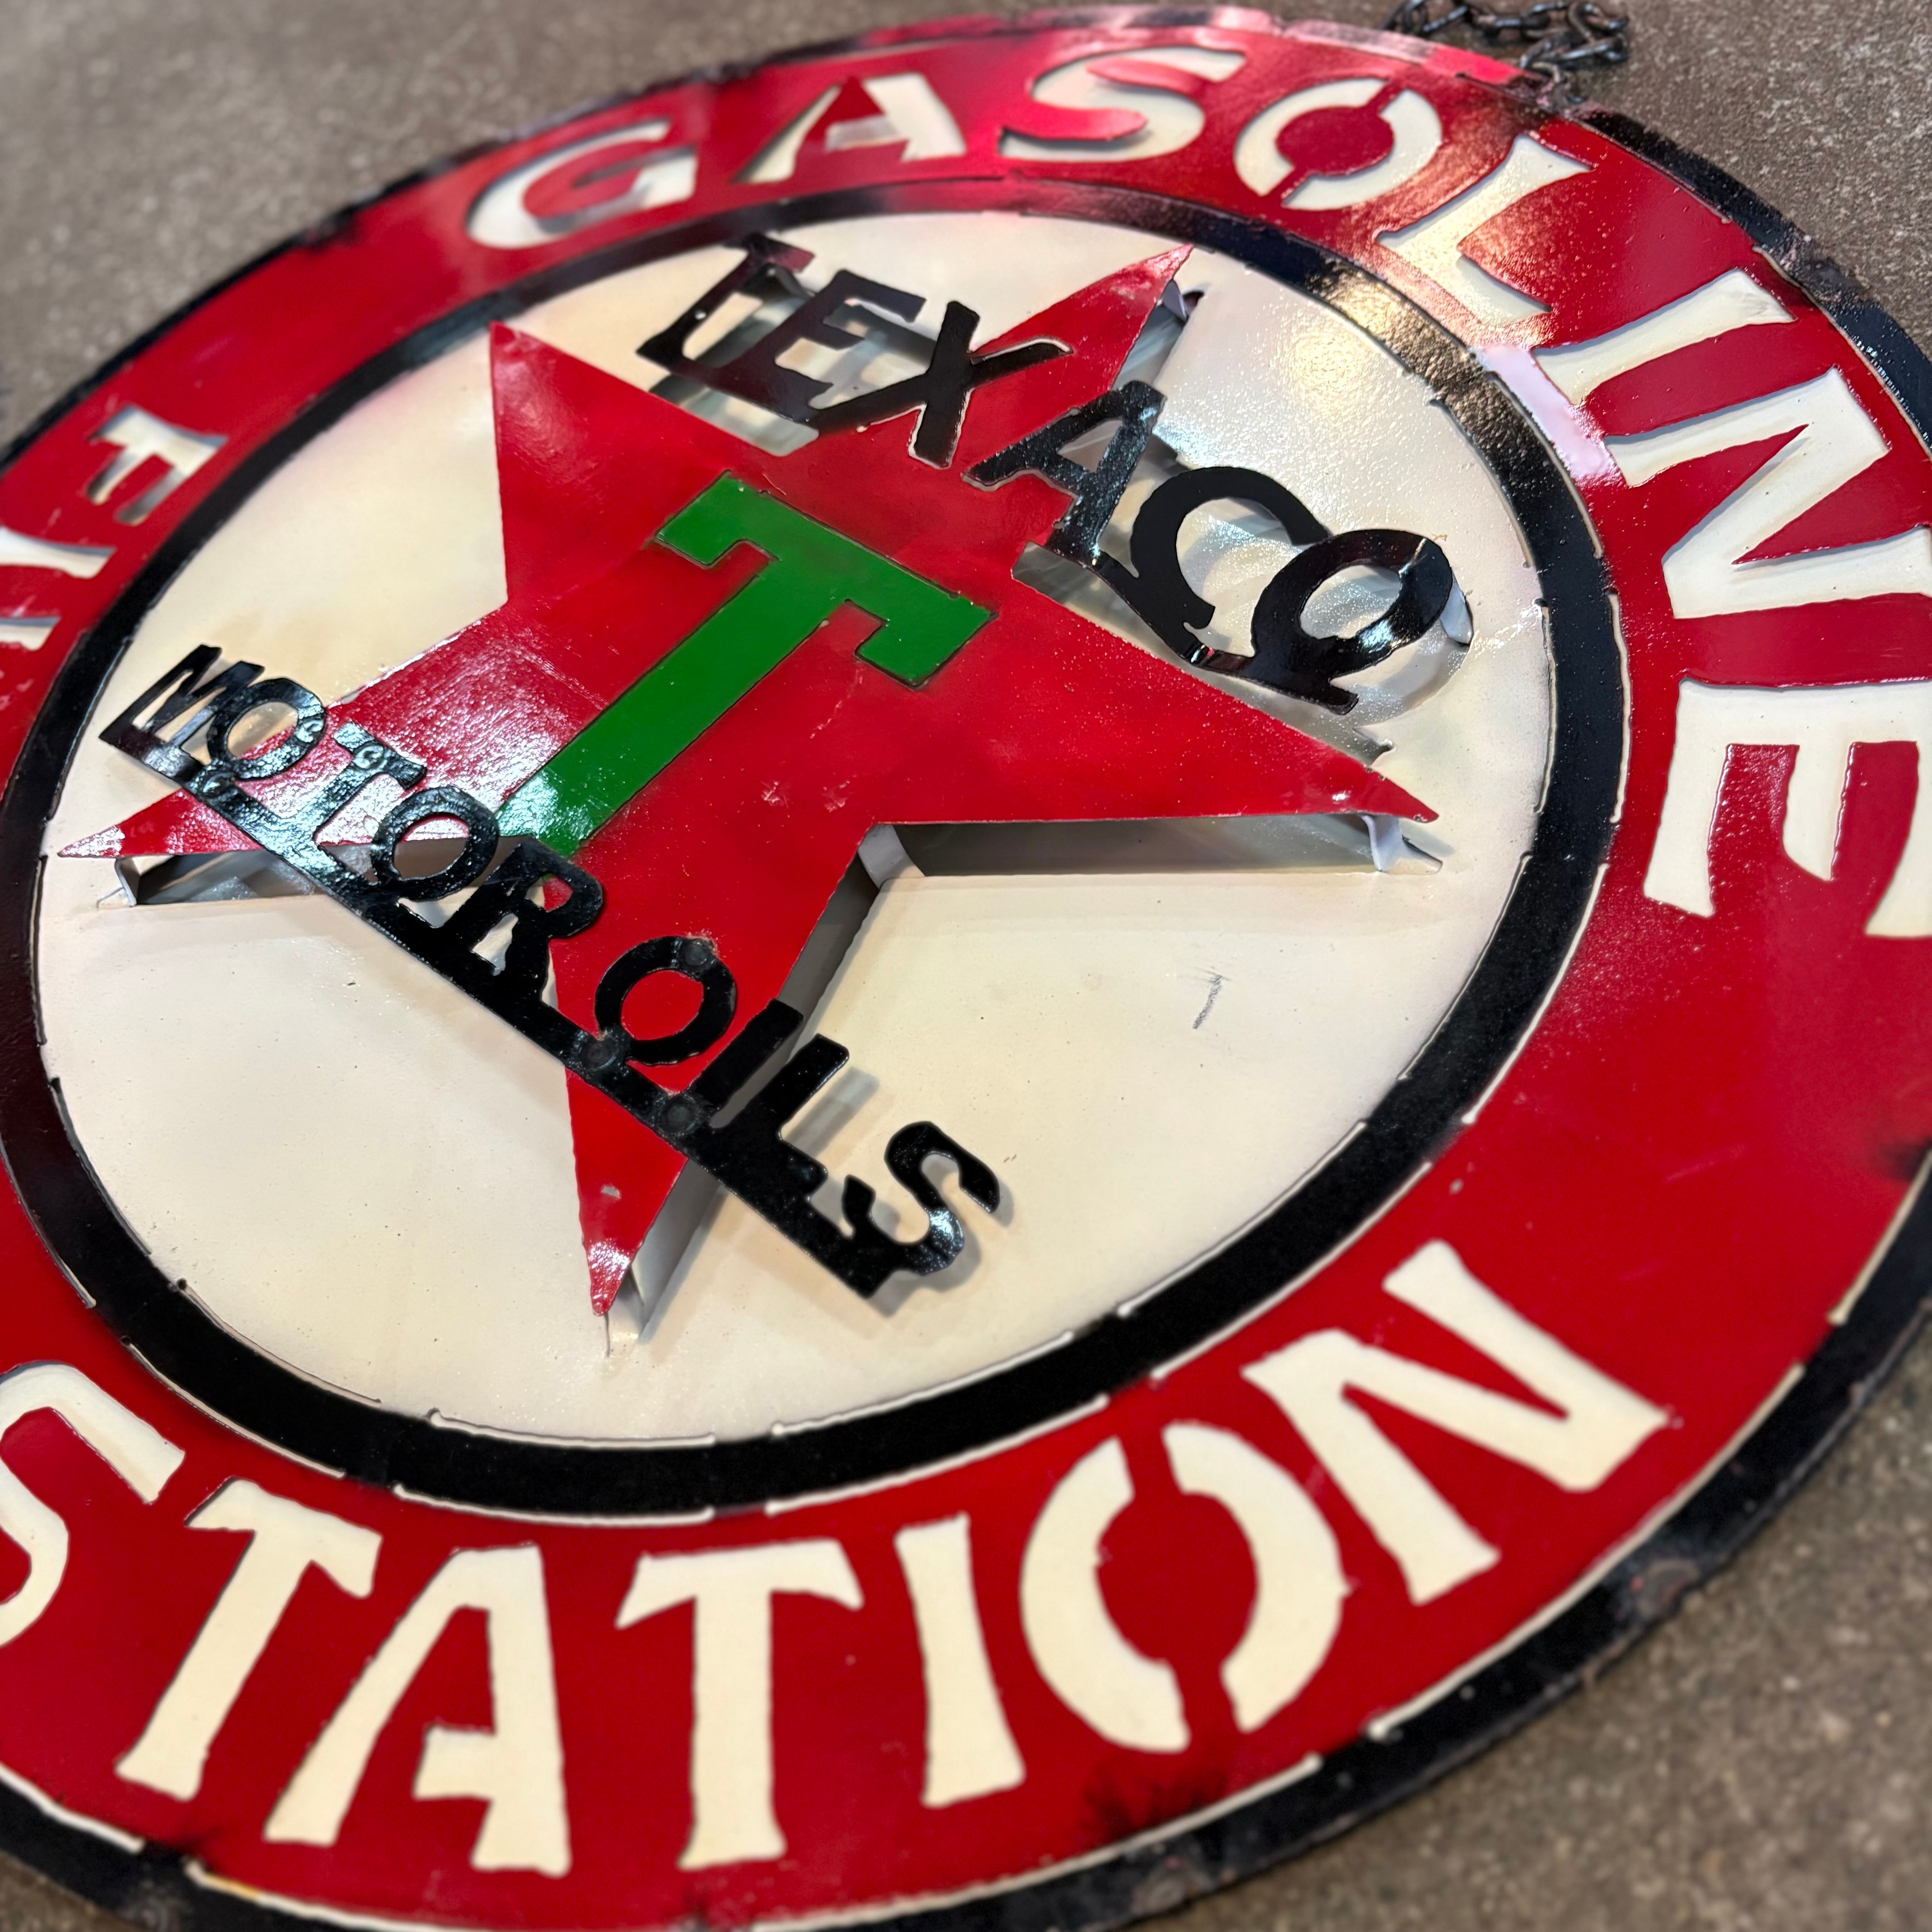 GASOLINE
TEXACO
T
MOTOR OILS
STATION